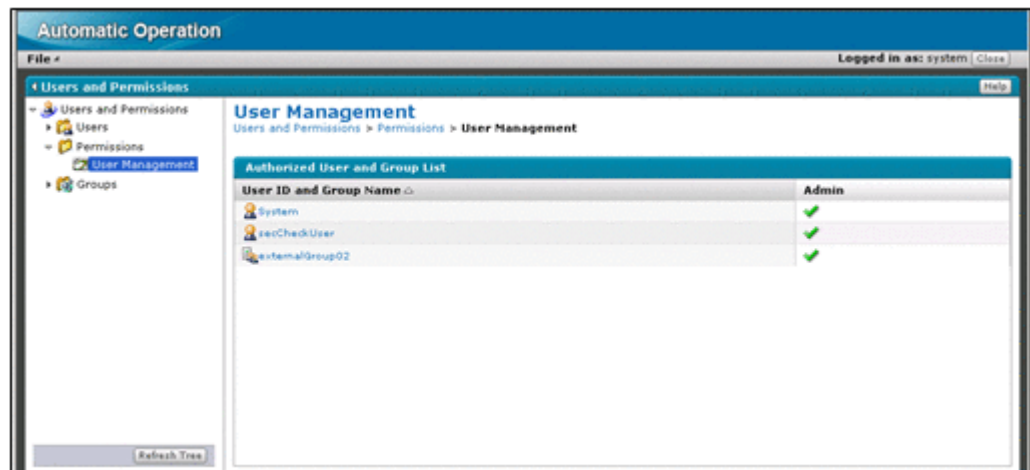 Automatic Operation
File
Logged in as: system Close
Users and Permissions
Help
Users and Permissions
Users
Permissions
User Management
Groups
Refresh Tree
User Management
Users and Permissions > Permissions > User Management
Authorized User and Group List
User ID and Group Name Admin
System
secCheckUser
externalGroup02